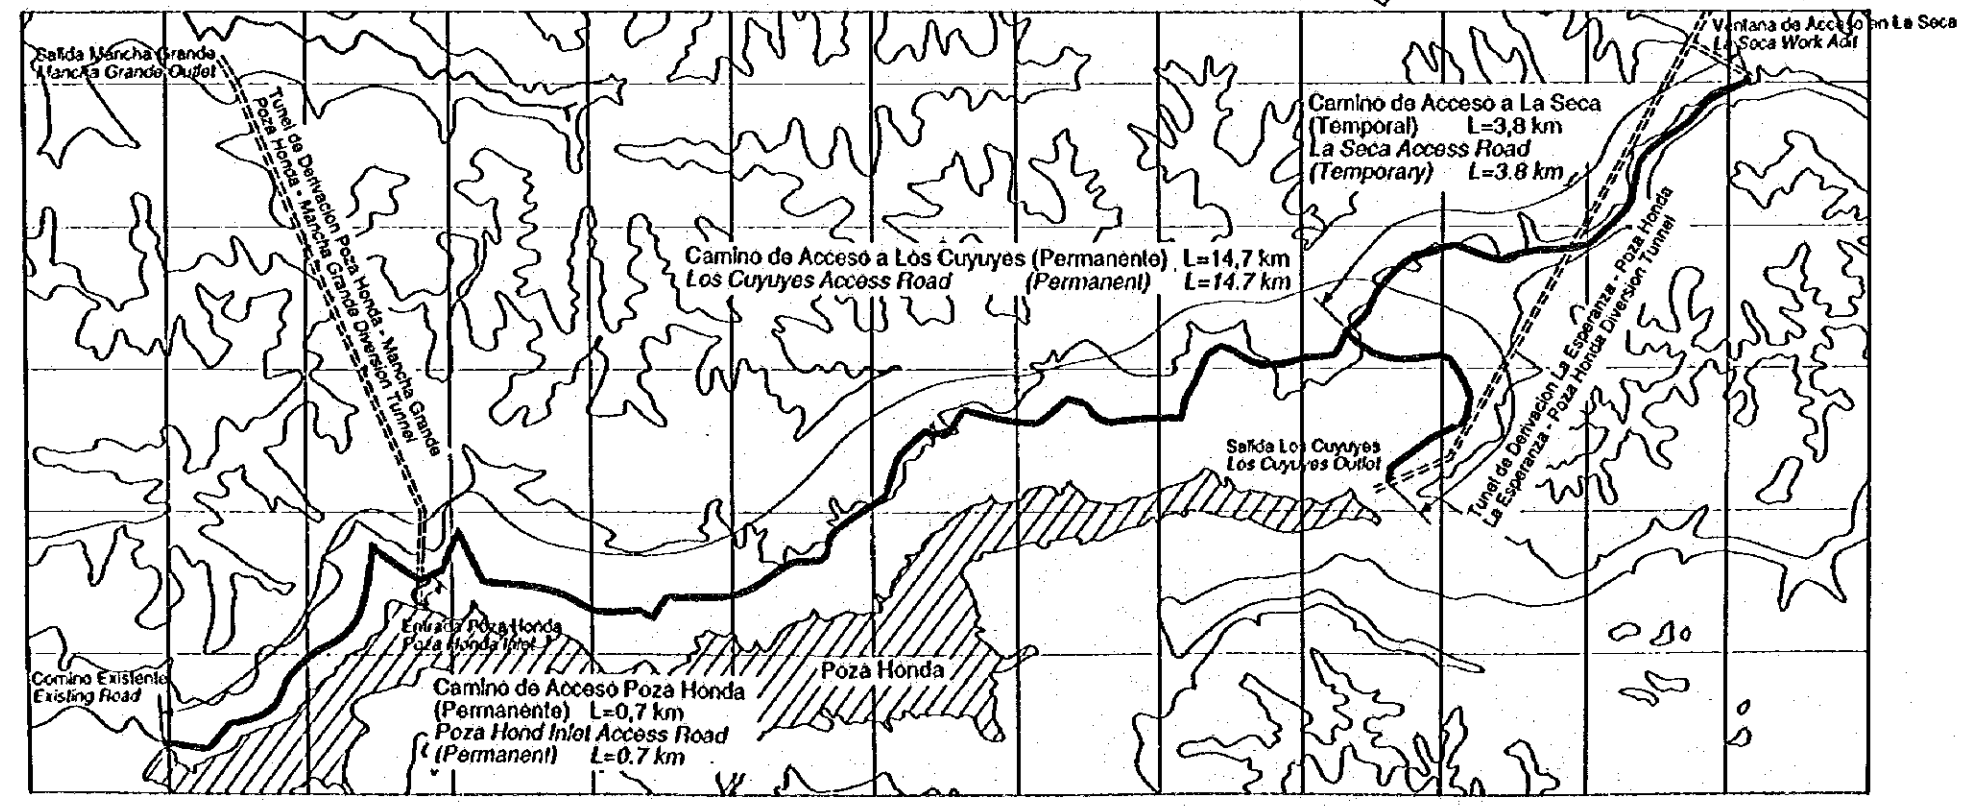 Salida Mancha Grande
Mancha Grande Outlet
Ventana de Acceso en La Seca
La Seca Work Adit
Tunel de Derivacion Poza Honda - Mancha Grande
Poza Honda - Mancha Grande Diversion Tunnel
Camino de Acceso a La Seca
(Temporal) L=3,8 km
La Seca Access Road
(Temporary) L=3.8 km
Camino de Acceso a Los Cuyuyes (Permanente) L=14,7 km
Los Cuyuyes Access Road (Permanent) L=14.7 km
Tunel de Derivacion La Esperanza - Poza Honda
La Esperanza - Poza Honda Diversion Tunnel
Salida Los Cuyuyes
Los Cuyuyes Outlet
Entrada Poza Honda
Poza Honda Inlet
Poza Honda
Comino Existente
Existing Road
Camino de Acceso Poza Honda
(Permanente) L=0,7 km
Poza Hond Inlet Access Road
(Permanent) L=0.7 km